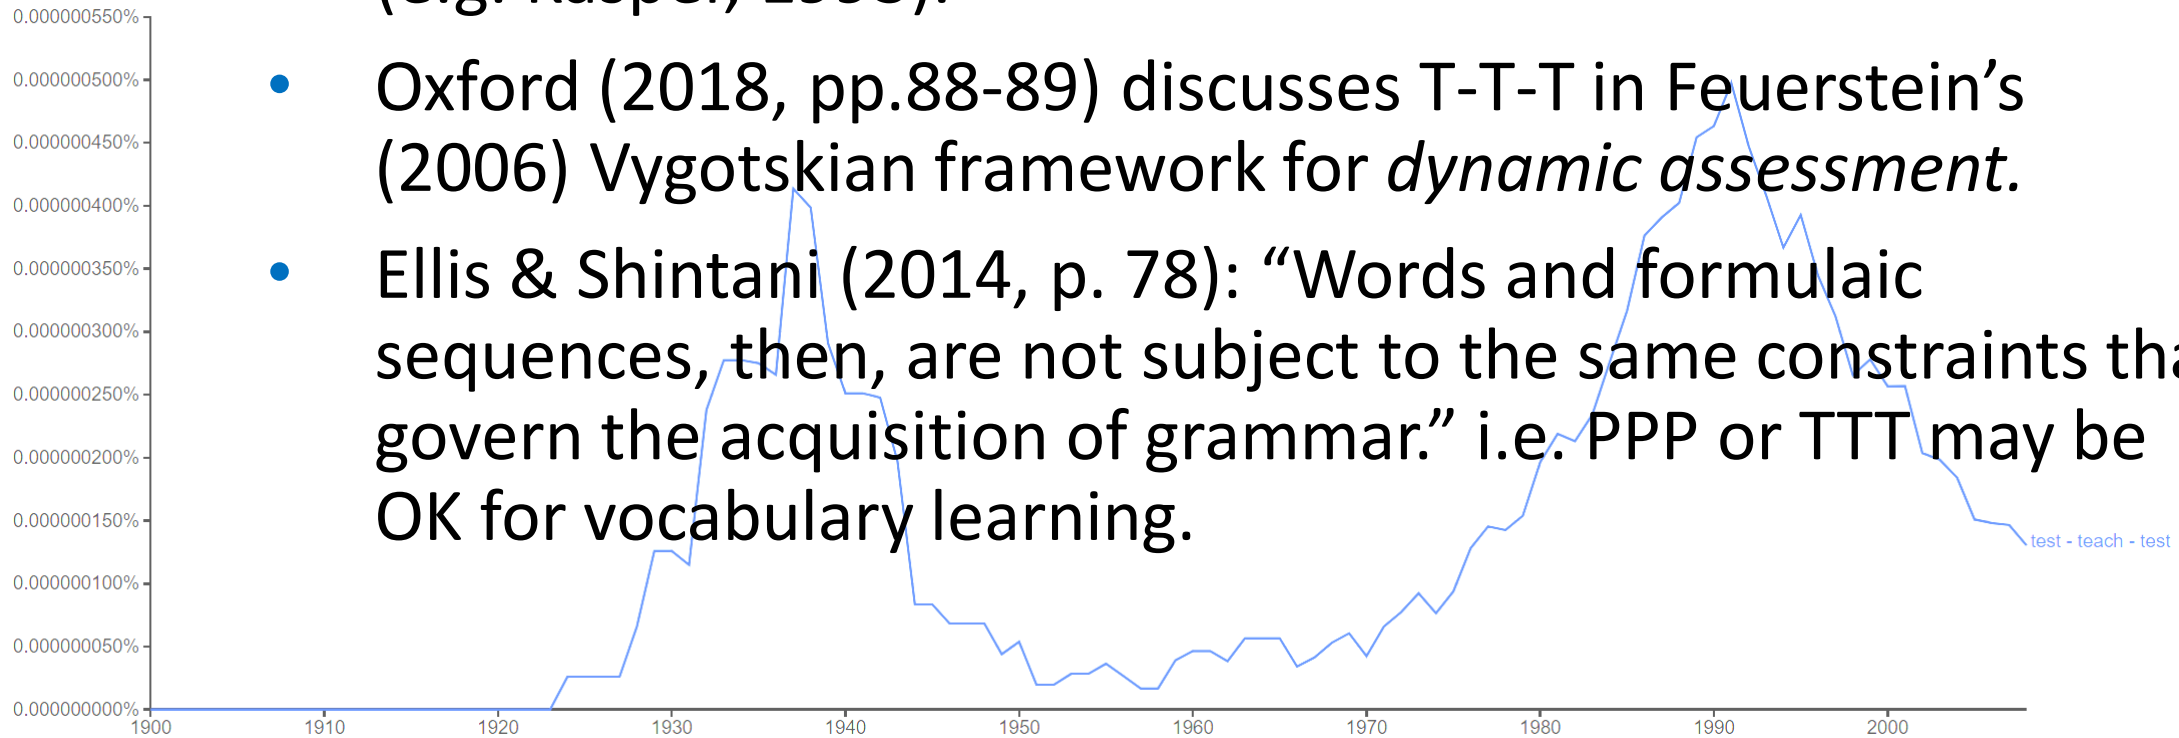 0.000000550%
(e.g. Kasper,
• Oxford (2018, pp.88-89) discusses T-T-T in Feuerstein’s
0.000000500%
0.000000450%
(2006) Vygotskian framework for dynamic assessment.
0.000000400%
0.000000350%
• Ellis & Shintani (2014, p. 78): “Words and formulaic
0.000000300%
sequences, then, are not subject to the same constraints
0.000000250%
govern the acquisition of grammar.” i.e. PPP or TTT may be
0.000000200%
OK for vocabulary learning.
0.000000150%
test - teach - test
0.000000100%
0.000000050%
0.000000000%
1900 1910 1920 1930 1940 1950 1960 1970 1980 1990 2000